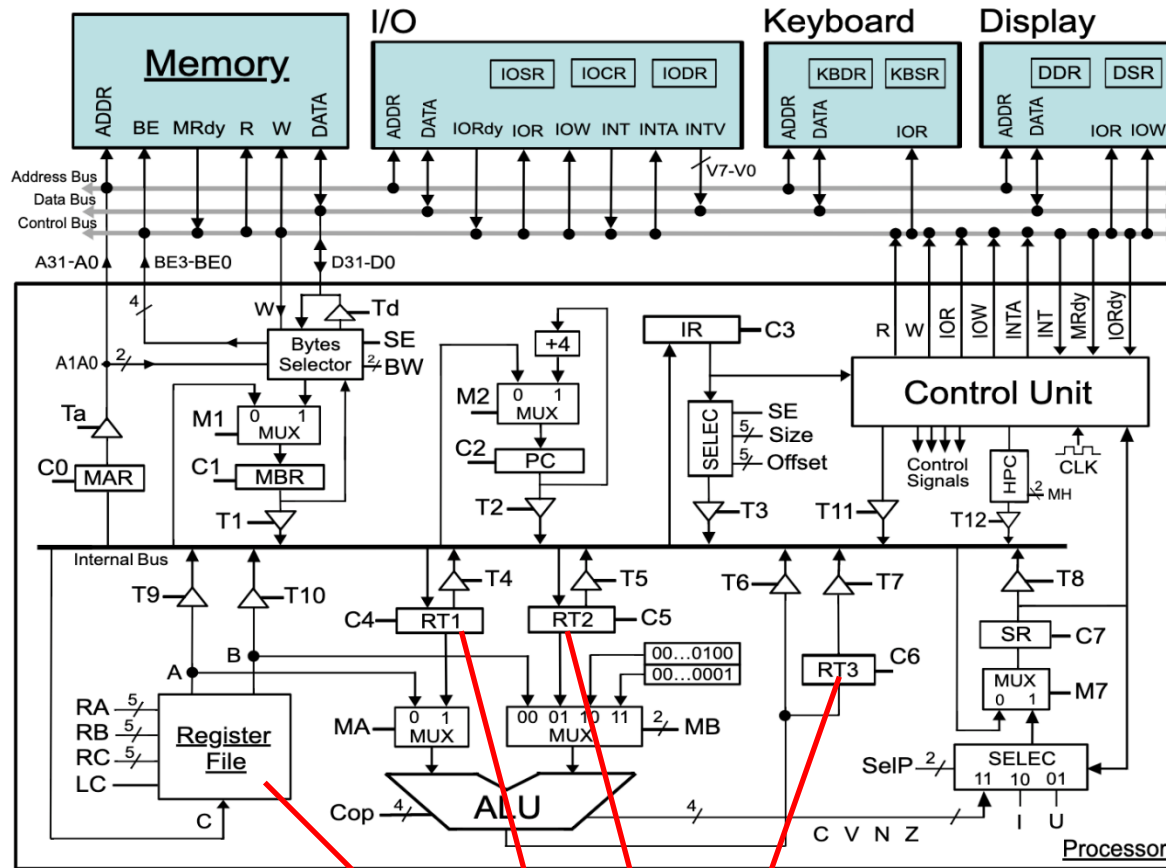 I/O Keyboard Display
Memory
IOSR IOCR IODR
KBDR KBSR
DDR DSR
ADDR BE MRdy R W DATA
ADDR DATA IORdy IOR IOW INT INTA INTV
ADDR DATA IOR
ADDR DATA IOR IOW
V7-V0
Address Bus
Data Bus
Control Bus
A31-A0 BE3-BE0 D31-D0
4 W Td
Bytes
Selector
SE
2 BW
A1A0 2
R W IOR IOW INTA INT MRdy IORdy
+4
IR C3
Control Unit
Ta
M1 0 1
MUX
M2 0 1
MUX
SELEC
SE
5 Size
5 Offset
Control
Signals
HPC
2 MH
CLK
C0 MAR
C1 MBR
C2 PC
T1 T2 T3 T11 T12
Internal Bus
T9 T10 T4 T5 T6 T7 T8
C4 RT1
RT2 C5
SR C7
RT3 C6
00...0100
00...0001
A B
MUX
0 1
M7
RA 5
RB 5
RC 5
LC
Register
File
C
MA 0 1
MUX
00 01 10 11
MUX
2 MB
SelP 2
SELEC
11 10 01
I U
Cop 4
ALU
4
C V N Z
Processor